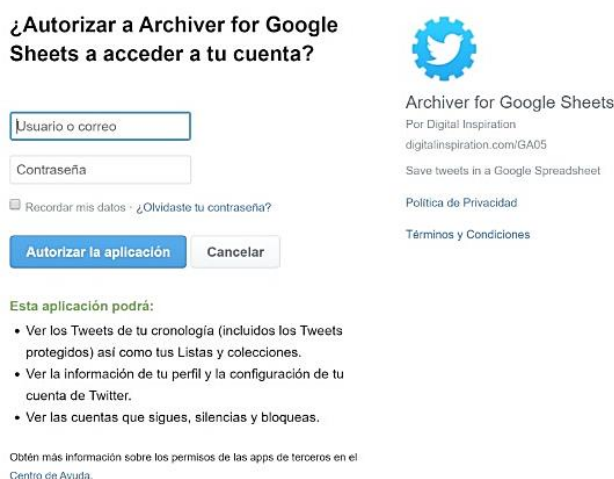 ¿Autorizar a Archiver for Google
Sheets a acceder a tu cuenta?
Usuario o correo
Contraseña
Recordar mis datos · ¿Olvidaste tu contraseña?
Autorizar la aplicación
Cancelar
Esta aplicación podrá:
• Ver los Tweets de tu cronología (incluidos los Tweets
protegidos) así como tus Listas y colecciones.
• Ver la información de tu perfil y la configuración de tu
cuenta de Twitter.
• Ver las cuentas que sigues, silencias y bloqueas.
Obtén más información sobre los permisos de las apps de terceros en el
Centro de Ayuda.
Archiver for Google Sheets
Por Digital Inspiration
digitalinspiration.com/GA05
Save tweets in a Google Spreadsheet
Política de Privacidad
Términos y Condiciones